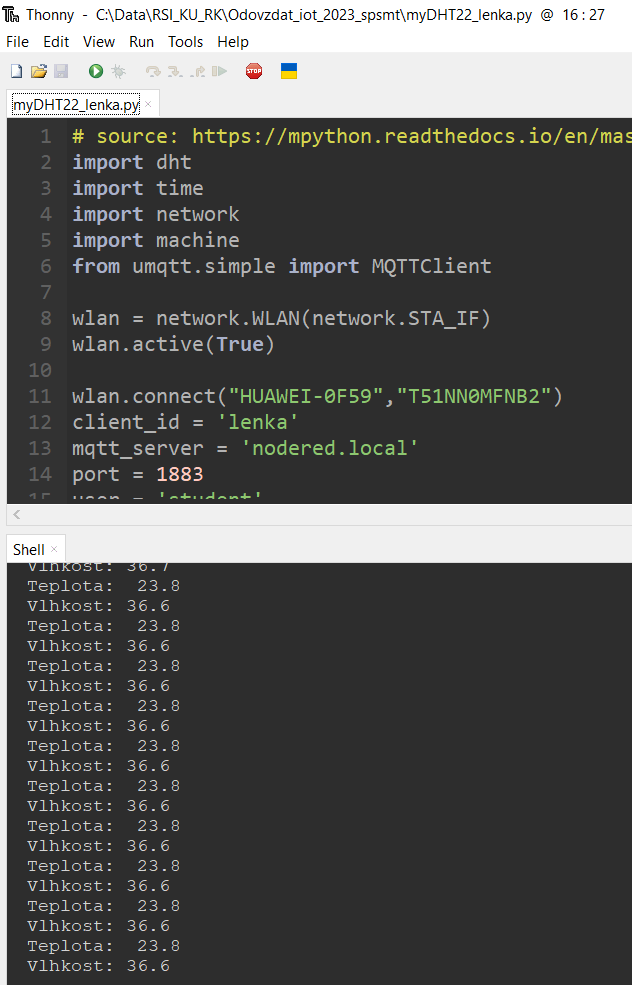 Thonny - C:\Data\RSI_KU_RK\Odovzdat_iot_2023_spsmt\myDHT22_lenka.py @ 16 : 27
File Edit View Run Tools Help
STOP
myDHT22_lenka.py ×
1 # source: https://mpython.readthedocs.io/en/mas
2 import dht
3 import time
4 import network
5 import machine
6 from umqtt.simple import MQTTClient
7
8 wlan = network.WLAN(network.STA_IF)
9 wlan.active(True)
10
11 wlan.connect("HUAWEI-0F59","T51NN0MFNB2")
12 client_id = 'lenka'
13 mqtt_server = 'nodered.local'
14 port = 1883
15 user = 'student'
Shell ×
Vlhkost: 36.7
Teplota: 23.8
Vlhkost: 36.6
Teplota: 23.8
Vlhkost: 36.6
Teplota: 23.8
Vlhkost: 36.6
Teplota: 23.8
Vlhkost: 36.6
Teplota: 23.8
Vlhkost: 36.6
Teplota: 23.8
Vlhkost: 36.6
Teplota: 23.8
Vlhkost: 36.6
Teplota: 23.8
Vlhkost: 36.6
Teplota: 23.8
Vlhkost: 36.6
Teplota: 23.8
Vlhkost: 36.6